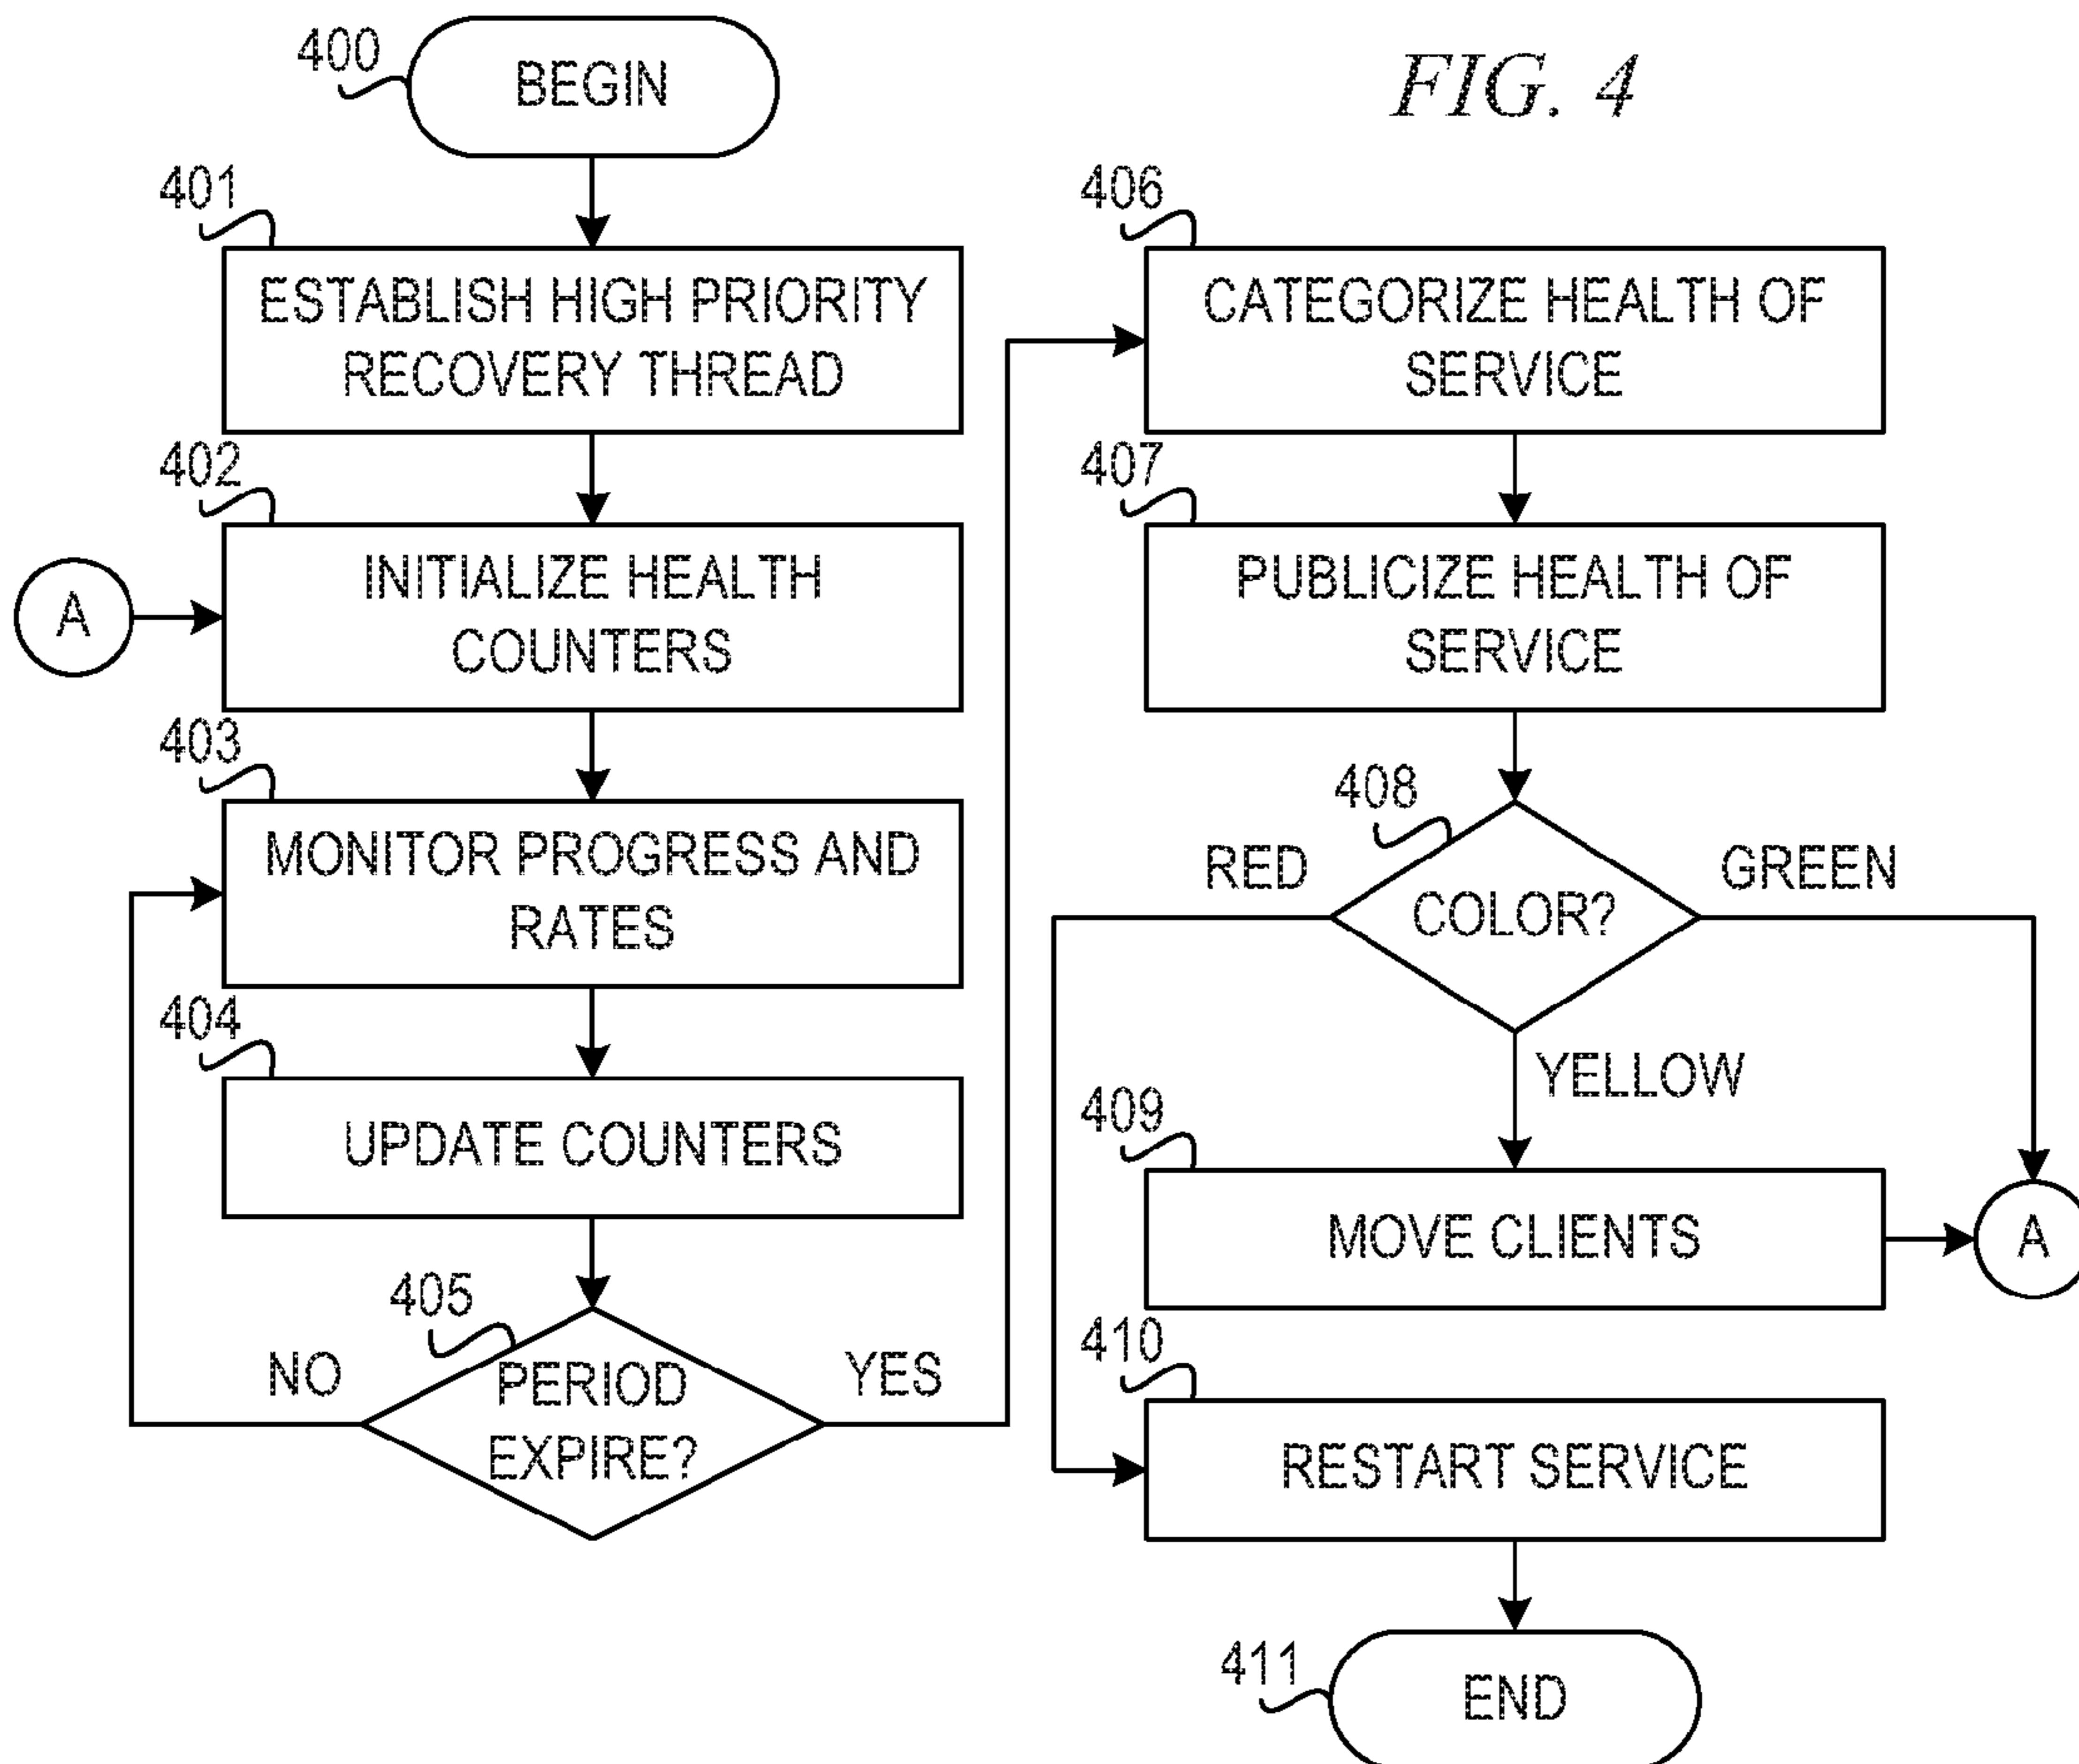 FIG. 4
400
BEGIN
401
ESTABLISH HIGH PRIORITY
RECOVERY THREAD
402
A
INITIALIZE HEALTH
COUNTERS
403
MONITOR PROGRESS AND
RATES
404
UPDATE COUNTERS
405
PERIOD
EXPIRE?
NO
YES
406
CATEGORIZE HEALTH OF
SERVICE
407
PUBLICIZE HEALTH OF
SERVICE
408
COLOR?
RED
GREEN
YELLOW
409
MOVE CLIENTS
A
410
RESTART SERVICE
411
END